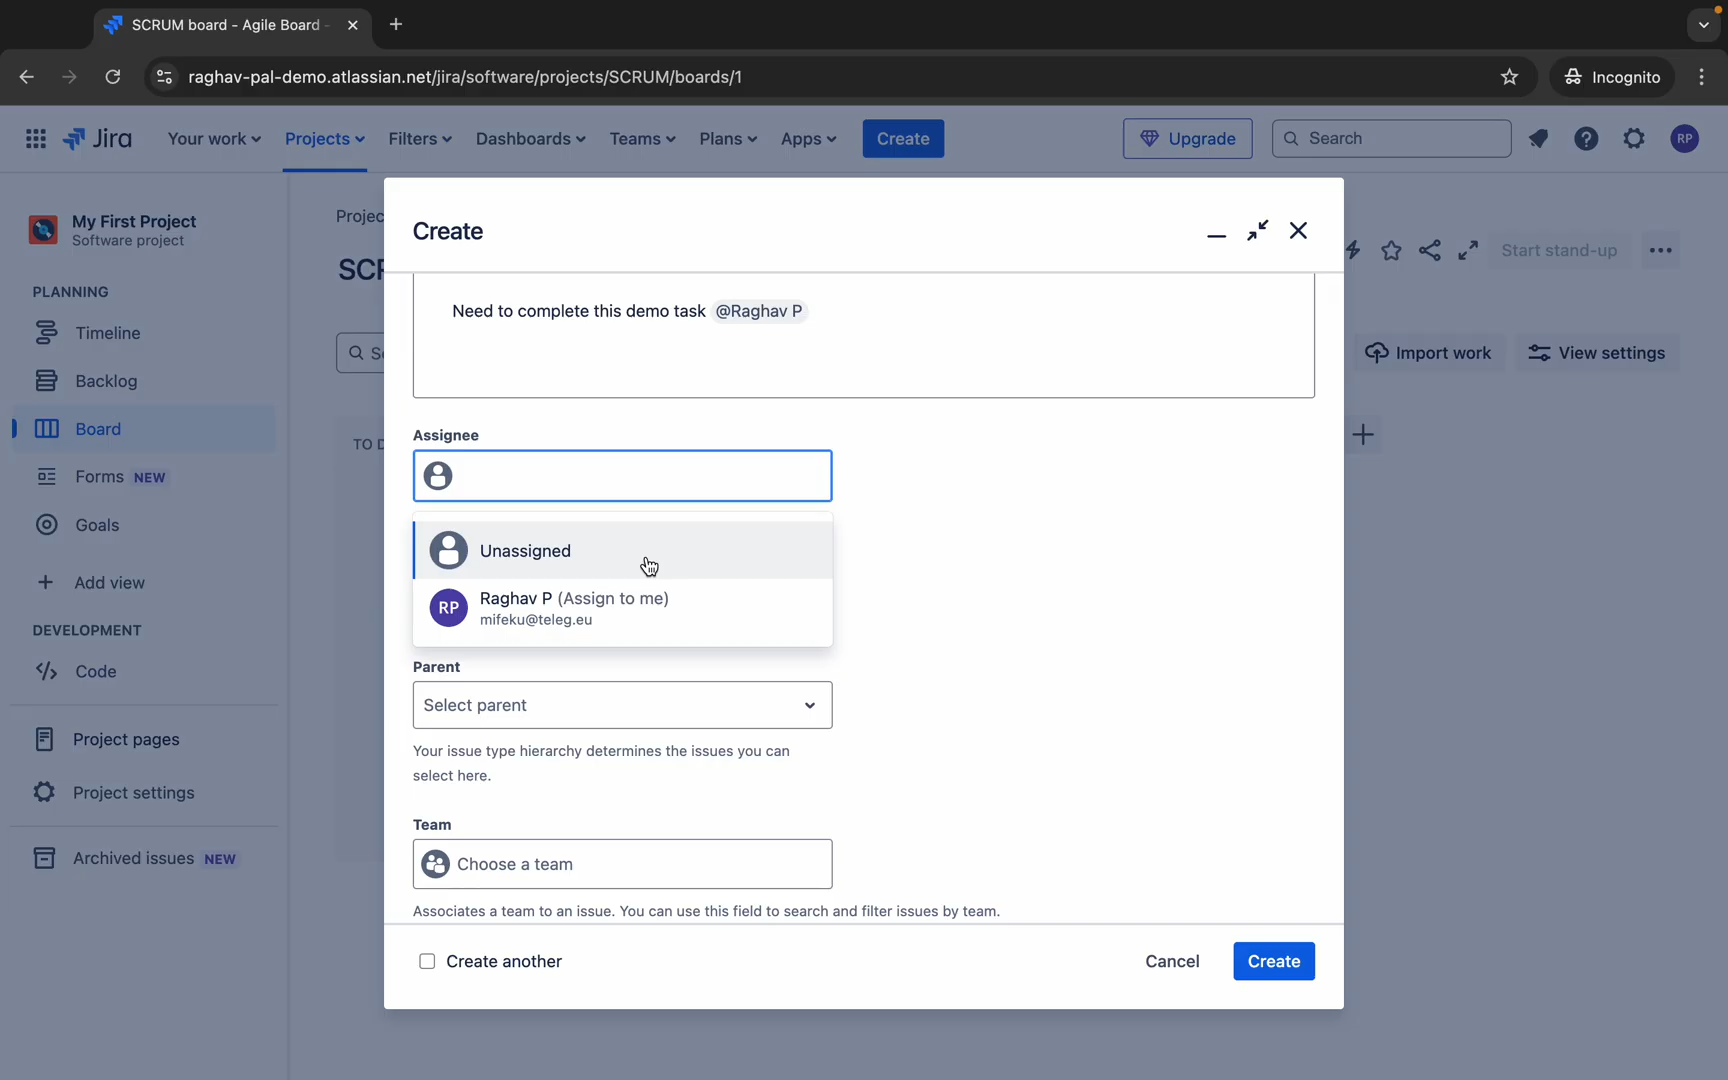 SCRUM board - Agile Board -
raghav-pal-demo.atlassian.net/jira/software/projects/SCRUM/boards/1
Incognito
Jira
Your work
Projects
Filters
Dashboards
Teams
Plans
Apps
Create
Upgrade
Search
RP
My First Project
Software project
PLANNING
Timeline
Backlog
Board
Forms NEW
Goals
Add view
DEVELOPMENT
Code
Project pages
Project settings
Archived issues NEW
Projec
SCR
Se
TO D
Start stand-up
Import work
View settings
Create
Need to complete this demo task @Raghav P
Assignee
Unassigned
RP
Raghav P (Assign to me)
mifeku@teleg.eu
Parent
Select parent
Your issue type hierarchy determines the issues you can
select here.
Team
Choose a team
Associates a team to an issue. You can use this field to search and filter issues by team.
Create another
Cancel
Create